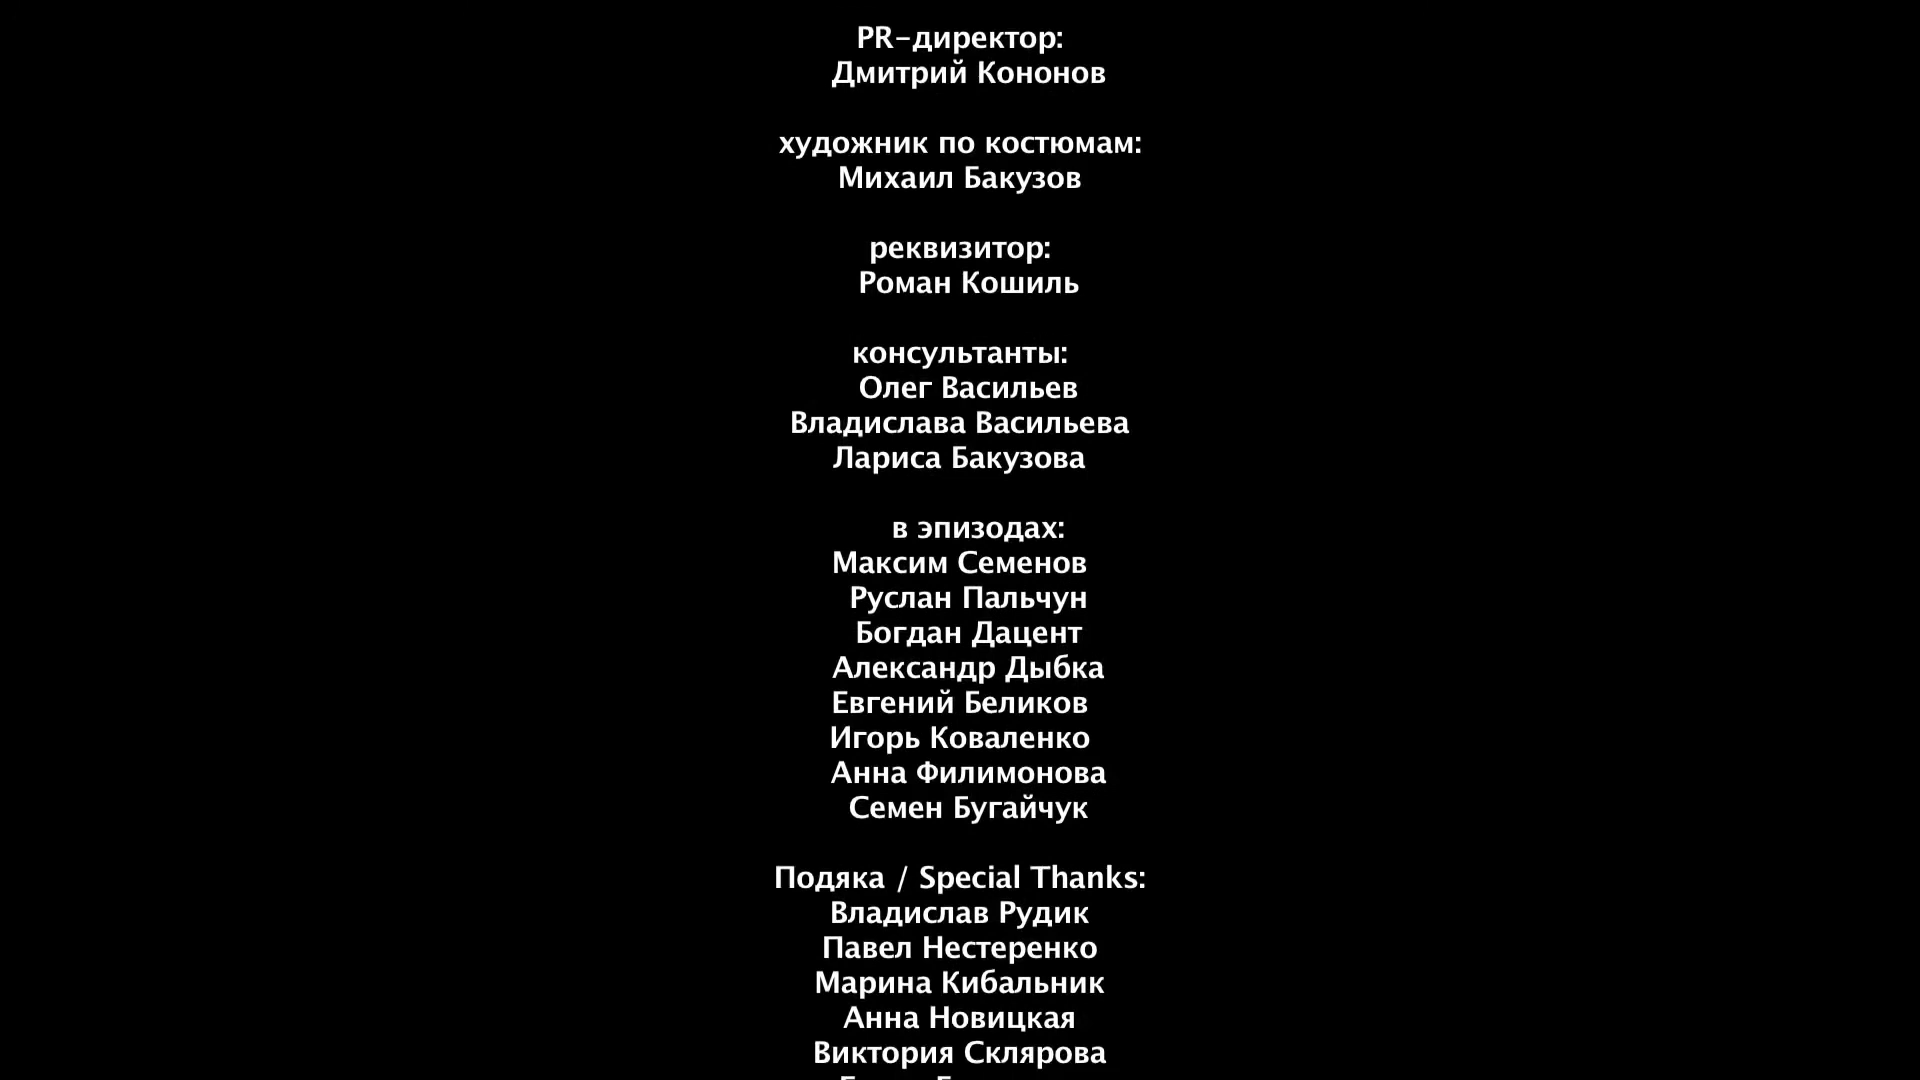 PR-директор:
Дмитрий Кононов
художник по костюмам:
Михаил Бакузов
реквизитор:
Роман Кошиль
консультанты:
Олег Васильев
Владислава Васильева
Лариса Бакузова
в эпизодах:
Максим Семенов
Руслан Пальчун
Богдан Дацент
Александр Дыбка
Евгений Беликов
Игорь Коваленко
Анна Филимонова
Семен Бугайчук
Подяка / Special Thanks:
Владислав Рудик
Павел Нестеренко
Марина Кибальник
Анна Новицкая
Виктория Склярова